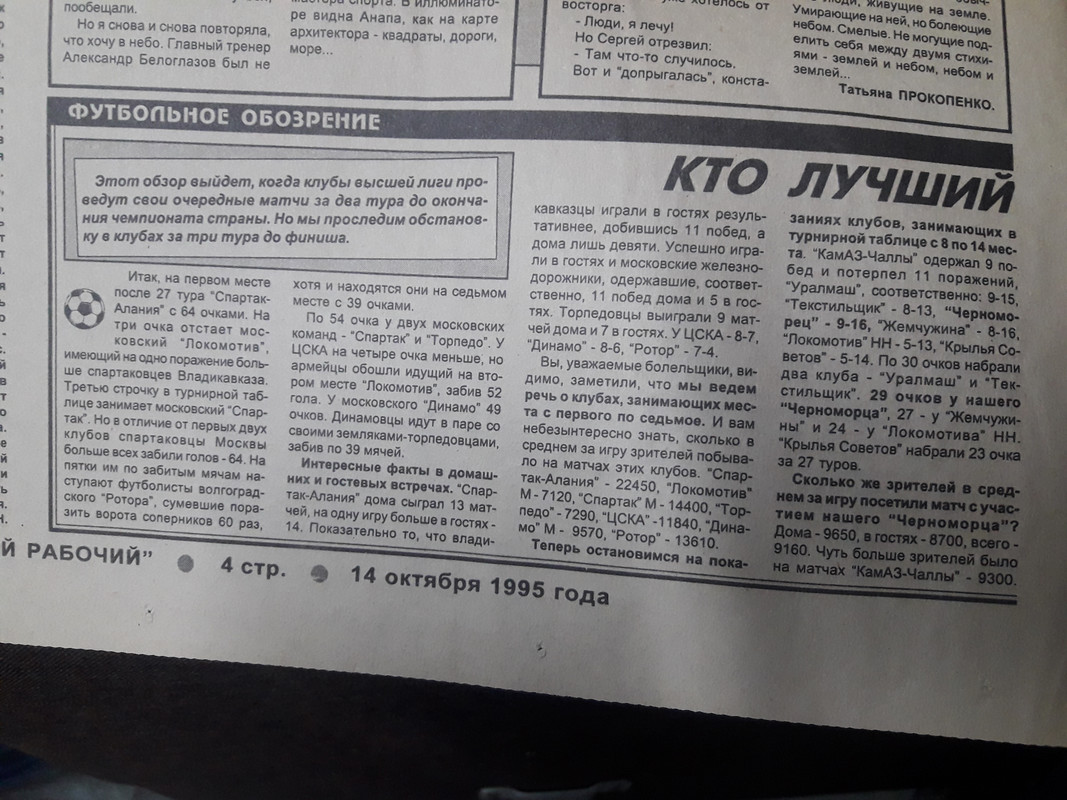 пообещали.
Но я снова и снова повторяла,
что хочу в небо. Главный тренер
Александр Белоглазов был не
мастера спорта. В иллюминато-
ре видна Анапа, как на карте
архитектора - квадраты, дороги,
море...
хотелось от
восторга:
- Люди, я лечу!
Но Сергей отрезвил:
- Там что-то случилось.
Вот и "допрыгалась", конста-
люди, живущие на земле.
Умирающие на ней, но болеющие
небом. Смелые. Не могущие под-
елить себя между двумя стихи-
ями - землей и небом, небом и
землей...
Татьяна ПРОКОПЕНКО.
ФУТБОЛЬНОЕ ОБОЗРЕНИЕ
КТО ЛУЧШИЙ
Этот обзор выйдет, когда клубы высшей лиги про-
ведут свои очередные матчи за два тура до оконча-
ния чемпионата страны. Но мы проследим обстанов-
ку в клубах за три тура до финиша.
Итак, на первом месте
после 27 тура "Спартак-
Алания" с 64 очками. На
три очка отстает мос-
ковский "Локомотив",
имеющий на одно поражение боль-
ше спартаковцев Владикавказа.
Третью строчку в турнирной таб-
лице занимает московский "Спар-
так". Но в отличие от первых двух
клубов спартаковцы Москвы
больше всех забили голов - 64. На
пятки им по забитым мячам на-
ступают футболисты волгоград-
ского "Ротора", сумевшие пора-
зить ворота соперников 60 раз,
хотя и находятся они на седьмом
месте с 39 очками.
По 54 очка у двух московских
команд - "Спартак" и "Торпедо". У
ЦСКА на четыре очка меньше, но
армейцы обошли идущий на вто-
ром месте "Локомотив", забив 52
гола. У московского "Динамо" 49
очков. Динамовцы идут в паре со
своими земляками-торпедовцами,
забив по 39 мячей.
Интересные факты в домаш-
них и гостевых встречах. "Спар-
так-Алания" дома сыграл 13 мат-
чей, на одну игру больше в гостях -
14. Показательно то, что влади-
кавказцы играли в гостях резуль-
тативнее, добившись 11 побед, а
дома лишь девяти. Успешно игра-
ли в гостях и московские железно-
дорожники, одержавшие, соответ-
ственно, 11 побед дома и 5 в гос-
тях. Торпедовцы выиграли 9 мат-
чей дома и 7 в гостях. У ЦСКА - 8-7,
"Динамо" - 8-6, "Ротор" - 7-4.
Вы, уважаемые болельщики, ви-
димо, заметили, что мы ведем
речь о клубах, занимающих мес-
та с первого по седьмое. И вам
небезынтересно знать, сколько в
среднем за игру зрителей побыва-
ло на матчах этих клубов. "Спар-
так-Алания" - 22450, "Локомотив"
М - 7120, "Спартак" М - 14400, "Тор-
педо" - 7290, "ЦСКА" -11840, "Дина-
мо" М - 9570, "Ротор" - 13610.
Теперь остановимся на пока-
заниях клубов, занимающих в
турнирной таблице с 8 по 14 мес-
та. "КамАЗ-Чаллы" одержал 9 по-
бед и потерпел 11 поражений,
"Уралмаш", соответственно: 9-15,
"Текстильщик" - 8-13, "Черномо-
рец" - 9-16, "Жемчужина" - 8-16,
"Локомотив" НН - 5-13, "Крылья Со-
ветов" - 5-14. По 30 очков набрали
два клуба - "Уралмаш" и "Тек-
стильщик". 29 очков у нашего
"Черноморца", 27 - у "Жемчужи-
ны" и 24 - у "Локомотива" НН.
"Крылья Советов" набрали 23 очка
за 27 туров.
Сколько же зрителей в сред-
нем за игру посетили матч с учас-
тием нашего "Черноморца"?
Дома - 9650, в гостях - 8700, всего -
9160. Чуть больше зрителей было
на матчах "КамАЗ-Чаллы" - 9300.
Й РАБОЧИЙ" ● 4 стр. ● 14 октября 1995 года